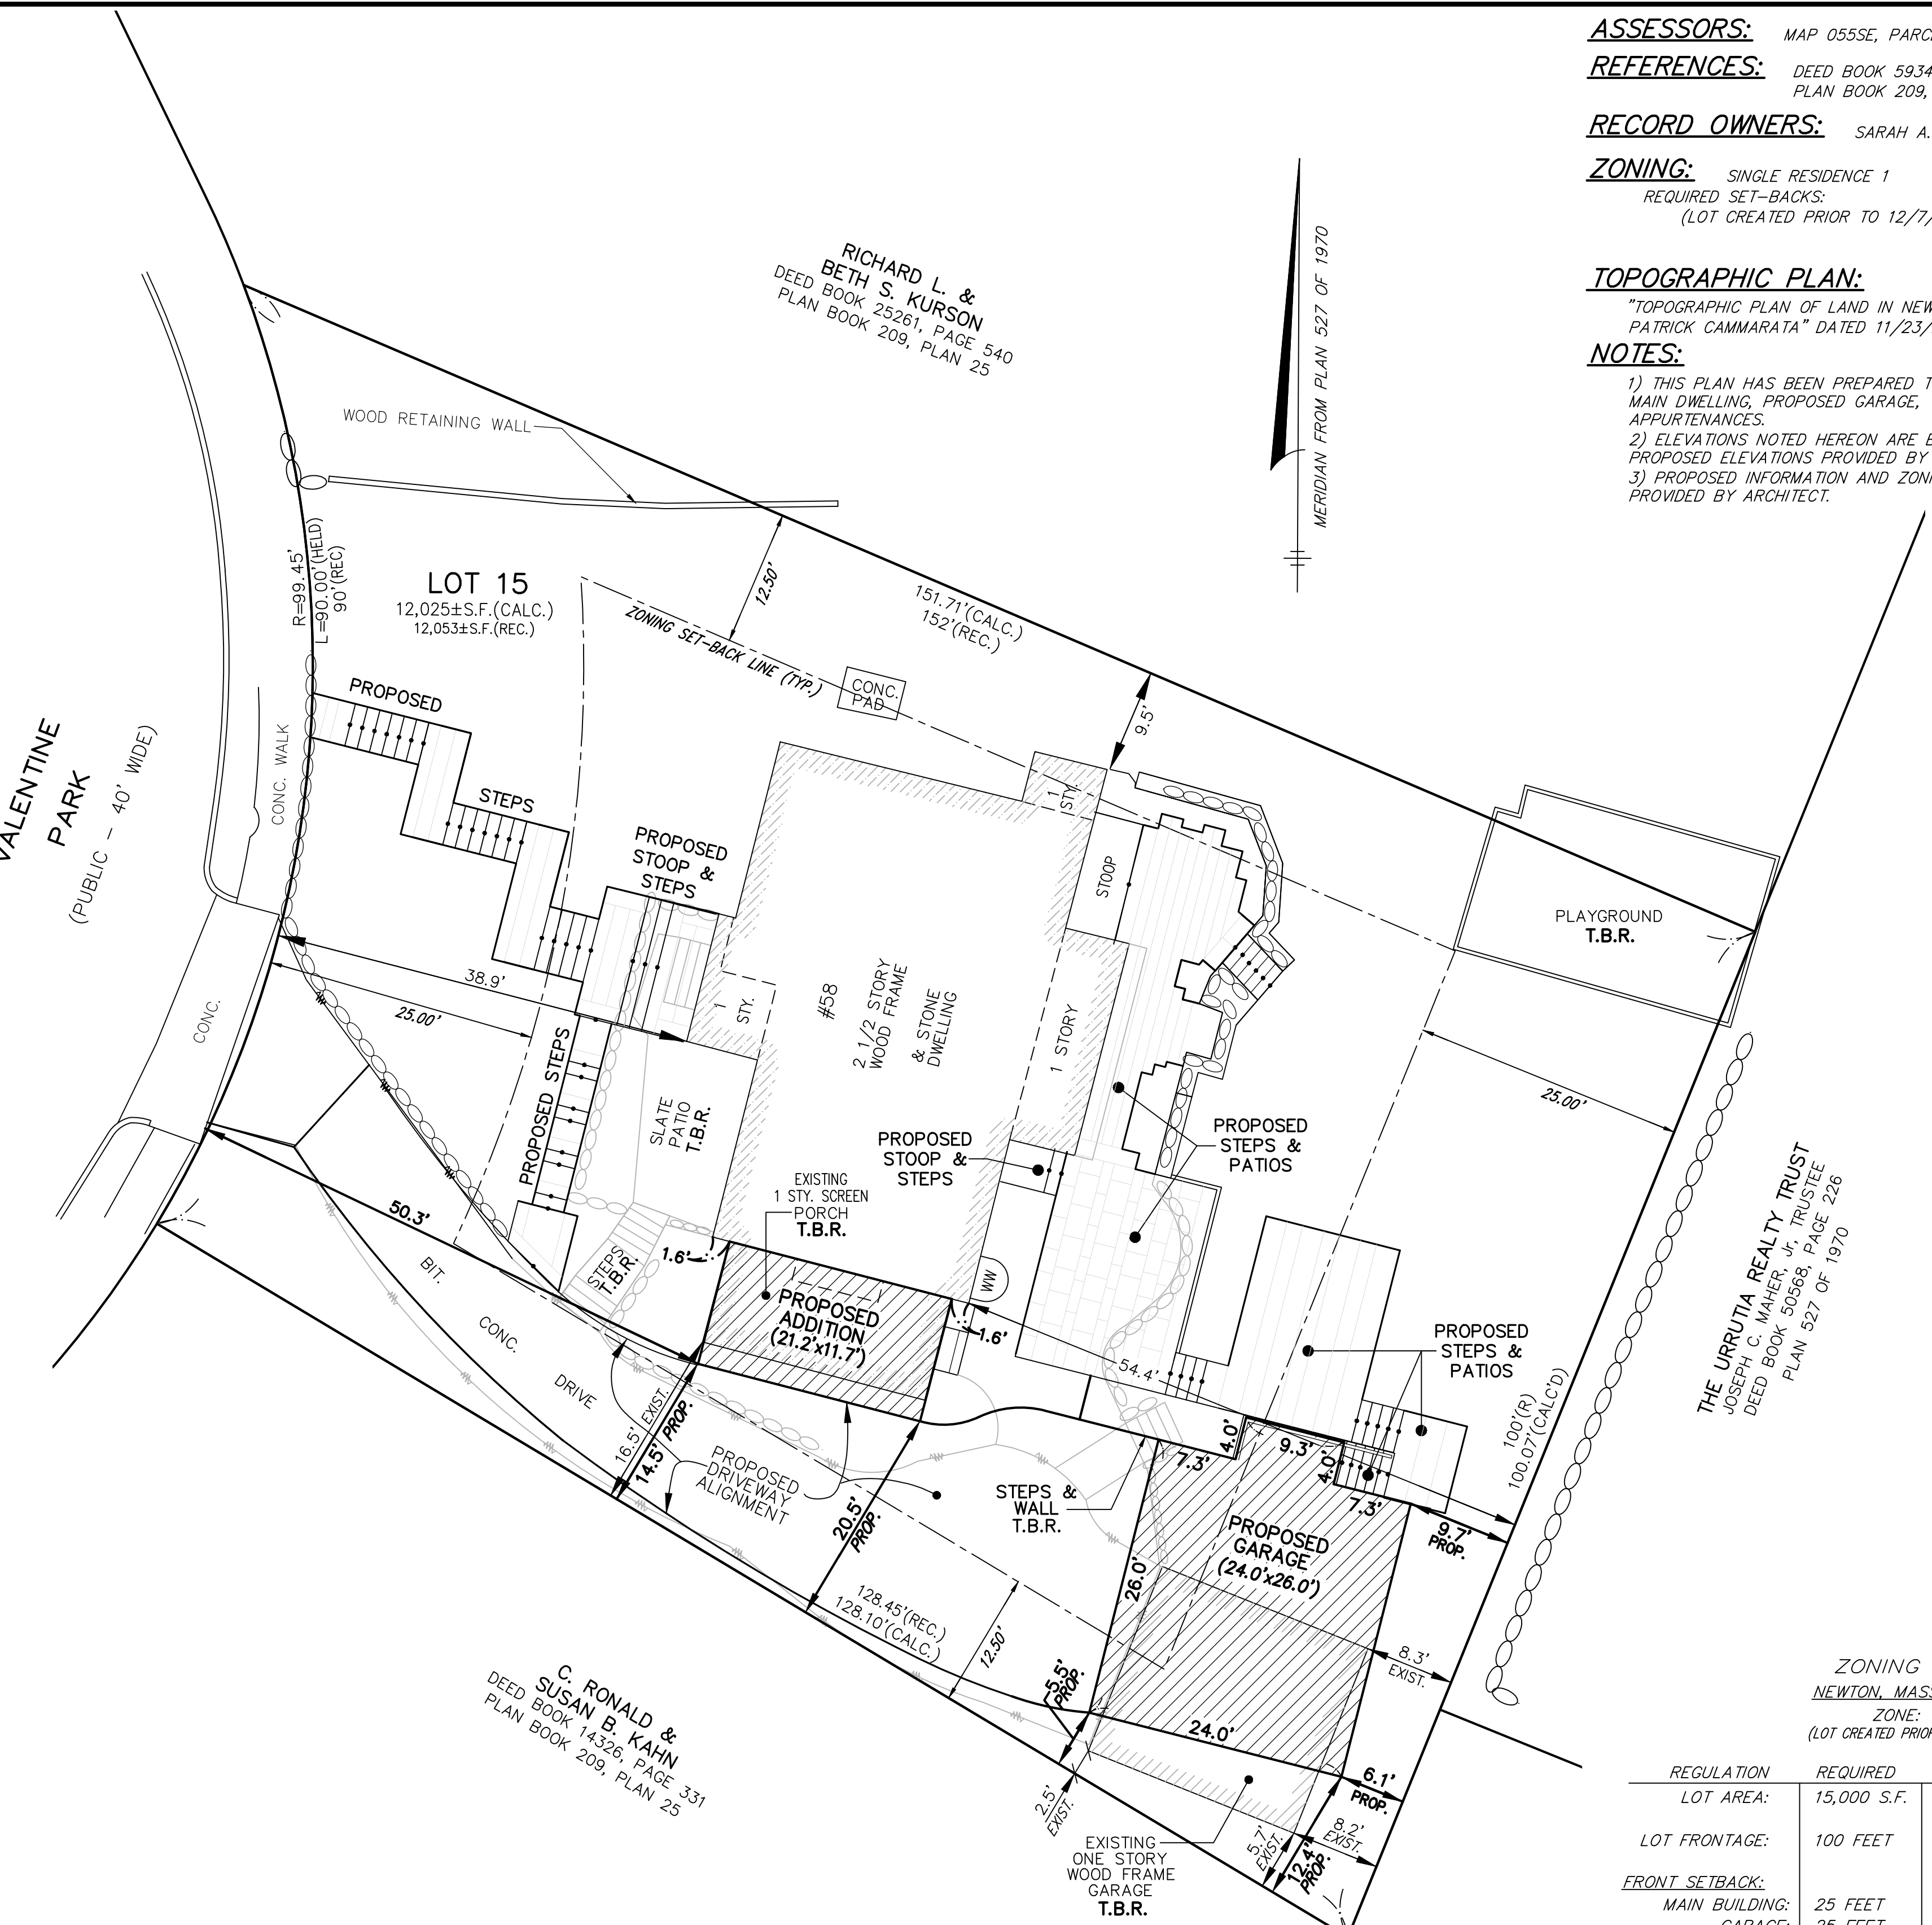 ASSESSORS: MAP 055SE,
REFERENCES: DEED BOOK 5934
PLAN BOOK 209,
RECORD OWNERS: SARAH A.
ZONING: SINGLE RESIDENCE 1
REQUIRED SET-BACKS:
(LOT CREATED PRIOR TO 12/7/
TOPOGRAPHIC PLAN:
"TOPOGRAPHIC PLAN OF LAND IN
PATRICK CAMMARATA" DATED 11/23/
NOTES:
1) THIS PLAN HAS BEEN PREPARED
MAIN DWELLING, PROPOSED GARAGE,
APPURTENANCES.
2) ELEVATIONS NOTED HEREON ARE
PROPOSED ELEVATIONS PROVIDED BY
3) PROPOSED INFORMATION AND
PROVIDED BY ARCHITECT.
MERIDIAN FROM PLAN 527 OF 1970
RICHARD L. &
BETH S. KURSON
DEED BOOK 25261, PAGE 540
PLAN BOOK 209, PLAN 25
WOOD RETAINING WALL
R=99.45'
L=90.00'(HELD)
90'(REC)
LOT 15
12,025±S.F.(CALC.)
12,053±S.F.(REC.)
12.50'
ZONING SET-BACK LINE (TYP.)
151.71'(CALC.)
152'(REC.)
CONC.
PAD
9.5'
VALENTINE
PARK
(PUBLIC - 40' WIDE)
CONC. WALK
CONC.
PROPOSED
STEPS
PROPOSED
STOOP &
STEPS
38.9'
25.00'
PROPOSED STEPS
SLATE
PATIO
T.B.R.
1
STY.
1
STY.
STOOP
#58
2 1/2 STORY
WOOD FRAME
& STONE
DWELLING
1 STORY
PLAYGROUND
T.B.R.
25.00'
PROPOSED
STEPS &
PATIOS
PROPOSED
STOOP &
STEPS
EXISTING
1 STY. SCREEN
PORCH
T.B.R.
50.3'
STEPS
T.B.R.
1.6'
PROPOSED
ADDITION
(21.2'x11.7')
WW
1.6'
54.4'
PROPOSED
STEPS &
PATIOS
THE URRUTIA REALTY TRUST
JOSEPH C. MAHER, Jr, TRUSTEE
DEED BOOK 50568, PAGE 226
PLAN 527 OF 1970
100'(R)
100.07'(CALC'D)
BIT.
CONC.
DRIVE
16.5' EXIST.
14.5' PROP.
PROPOSED
DRIVEWAY
ALIGNMENT
20.5'
PROP.
STEPS &
WALL
T.B.R.
7.3'
4.0'
9.3'
4.0'
7.3'
9.7'
PROP.
PROPOSED
GARAGE
(24.0'x26.0')
26.0'
8.3'
EXIST.
128.45'(REC.)
128.10'(CALC.)
12.50'
5.5'
PROP.
24.0'
6.1'
PROP.
2.5'
EXIST.
8.2'
EXIST.
5.7'
EXIST.
12.4'
PROP.
EXISTING
ONE STORY
WOOD FRAME
GARAGE
T.B.R.
C. RONALD &
SUSAN B. KAHN
DEED BOOK 14326, PAGE 331
PLAN BOOK 209, PLAN 25
ZONING
NEWTON,
ZONE:
(LOT CREATED
REGULATION REQUIRED
LOT AREA: 15,000 S.F.
LOT FRONTAGE: 100 FEET
FRONT SETBACK:
MAIN BUILDING: 25 FEET